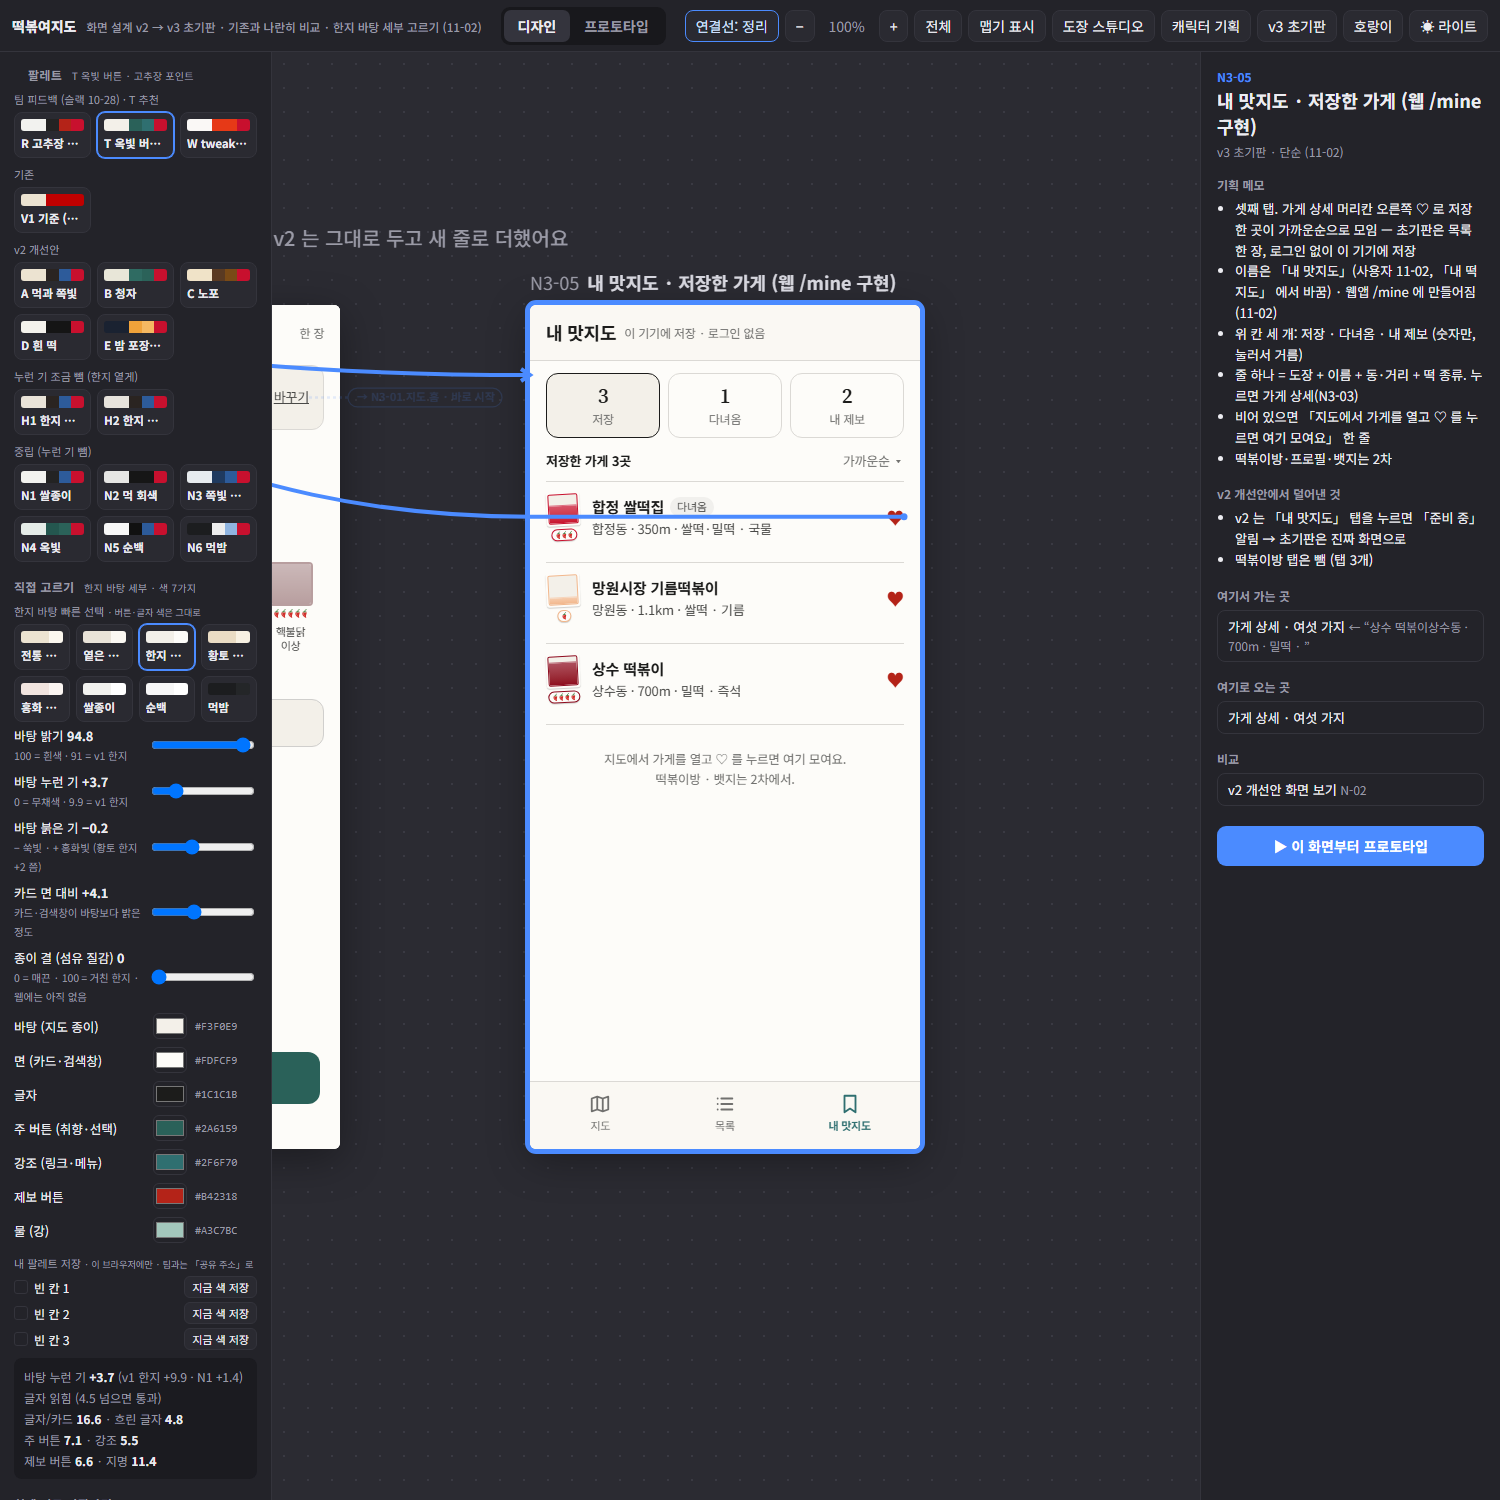 떡볶여지도 화면 설계 v2 → v3 초기판 · 기존과 나란히 비교 · 한지 바탕 세부 고르기 (11-02)
디자인
프로토타입
연결선: 정리
−
100%
+
전체
맵기 표시
도장 스튜디오
캐릭터 기획
v3 초기판
호랑이
☀ 라이트
팔레트 T 옥빛 버튼 · 고추장 포인트
팀 피드백 (슬랙 10-28) · T 추천
R 고추장 …
T 옥빛 버…
W tweak…
기존
V1 기준 (…
v2 개선안
A 먹과 쪽빛
B 청자
C 노포
D 흰 떡
E 밤 포장…
누런 기 조금 뺌 (한지 옅게)
H1 한지 …
H2 한지 …
중립 (누런 기 뺌)
N1 쌀종이
N2 먹 회색
N3 쪽빛 …
N4 옥빛
N5 순백
N6 먹밤
직접 고르기 한지 바탕 세부 · 색 7가지
한지 바탕 빠른 선택 · 버튼·글자 색은 그대로
전통 …
옅은 …
한지 …
황토 …
홍화 …
쌀종이
순백
먹밤
바탕 밝기 94.8
100 = 흰색 · 91 = v1 한지
바탕 누런 기 +3.7
0 = 무채색 · 9.9 = v1 한지
바탕 붉은 기 −0.2
− 쑥빛 · + 홍화빛 (황토 한지
+2 쯤)
카드 면 대비 +4.1
카드·검색창이 바탕보다 밝은
정도
종이 결 (섬유 질감) 0
0 = 매끈 · 100 = 거친 한지 ·
웹에는 아직 없음
바탕 (지도 종이) #F3F0E9
면 (카드·검색창) #FDFCF9
글자 #1C1C1B
주 버튼 (취향·선택) #2A6159
강조 (링크·메뉴) #2F6F70
제보 버튼 #B42318
물 (강) #A3C7BC
내 팔레트 저장 · 이 브라우저에만 · 팀과는 「공유 주소」로
빈 칸 1 지금 색 저장
빈 칸 2 지금 색 저장
빈 칸 3 지금 색 저장
바탕 누런 기 +3.7 (v1 한지 +9.9 · N1 +1.4)
글자 읽힘 (4.5 넘으면 통과)
글자/카드 16.6 · 흐린 글자 4.8
주 버튼 7.1 · 강조 5.5
제보 버튼 6.6 · 지명 11.4
v2 는 그대로 두고 새 줄로 더했어요
한 장
바꾸기
→ N3-01 지도 홈 · 바로 시작
핵불닭
이상
N3-05 내 맛지도 · 저장한 가게 (웹 /mine 구현)
내 맛지도 이 기기에 저장 · 로그인 없음
3
저장
1
다녀옴
2
내 제보
저장한 가게 3곳
가까운순
합정 쌀떡집 다녀옴
합정동 · 350m · 쌀떡·밀떡 · 국물
망원시장 기름떡볶이
망원동 · 1.1km · 쌀떡 · 기름
상수 떡볶이
상수동 · 700m · 밀떡 · 즉석
지도에서 가게를 열고 ♡ 를 누르면 여기 모여요.
떡볶이방 · 뱃지는 2차에서.
지도
목록
내 맛지도
N3-05
내 맛지도 · 저장한 가게 (웹 /mine
구현)
v3 초기판 · 단순 (11-02)
기획 메모
• 셋째 탭. 가게 상세 머리칸 오른쪽 ♡ 로 저장
한 곳이 가까운순으로 모임 — 초기판은 목록
한 장, 로그인 없이 이 기기에 저장
• 이름은 「내 맛지도」(사용자 11-02, 「내 떡
지도」 에서 바꿈) · 웹앱 /mine 에 만들어짐
(11-02)
• 위 칸 세 개: 저장 · 다녀옴 · 내 제보 (숫자만,
눌러서 거름)
• 줄 하나 = 도장 + 이름 + 동·거리 + 떡 종류. 누
르면 가게 상세(N3-03)
• 비어 있으면 「지도에서 가게를 열고 ♡ 를 누
르면 여기 모여요」 한 줄
• 떡볶이방·프로필·뱃지는 2차
v2 개선안에서 덜어낸 것
• v2 는 「내 맛지도」 탭을 누르면 「준비 중」
알림 → 초기판은 진짜 화면으로
• 떡볶이방 탭은 뺌 (탭 3개)
여기서 가는 곳
가게 상세 · 여섯 가지 ← “상수 떡볶이상수동 ·
700m · 밀떡 · ”
여기로 오는 곳
가게 상세 · 여섯 가지
비교
v2 개선안 화면 보기 N-02
▶ 이 화면부터 프로토타입